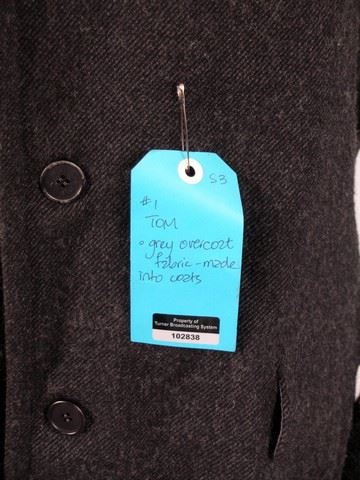 S3
#1
TOM
• grey overcoat
fabric - made
into coats
Property of
Turner Broadcasting System
102838